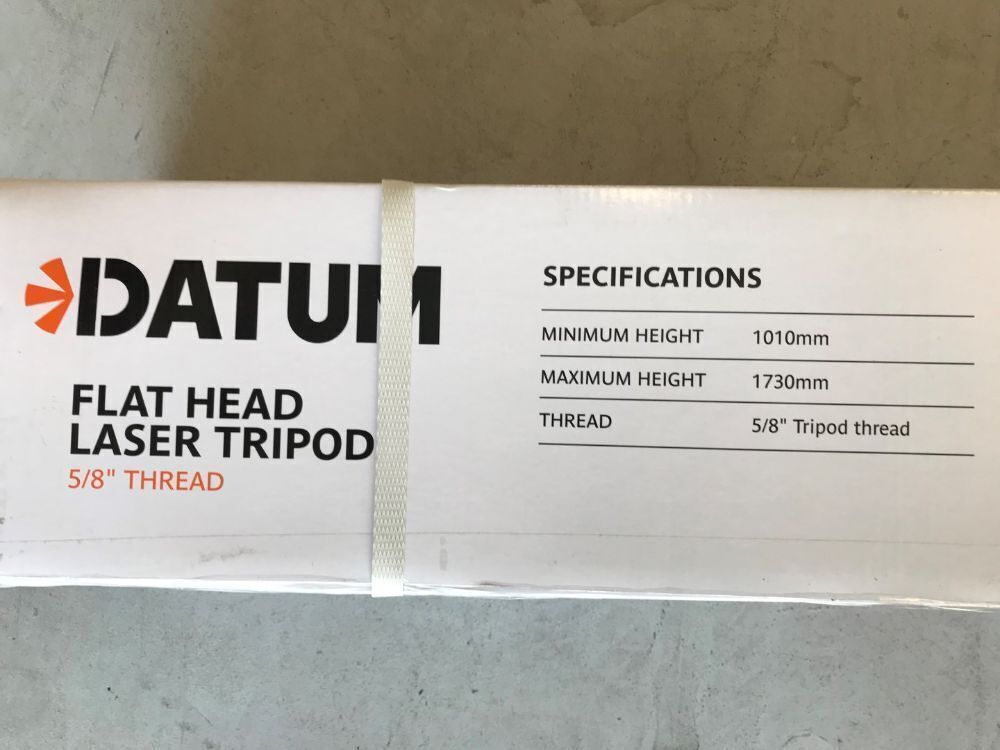 DATUM
FLAT HEAD
LASER TRIPOD
5/8" THREAD
SPECIFICATIONS
MINIMUM HEIGHT 1010mm
MAXIMUM HEIGHT 1730mm
THREAD 5/8" Tripod thread